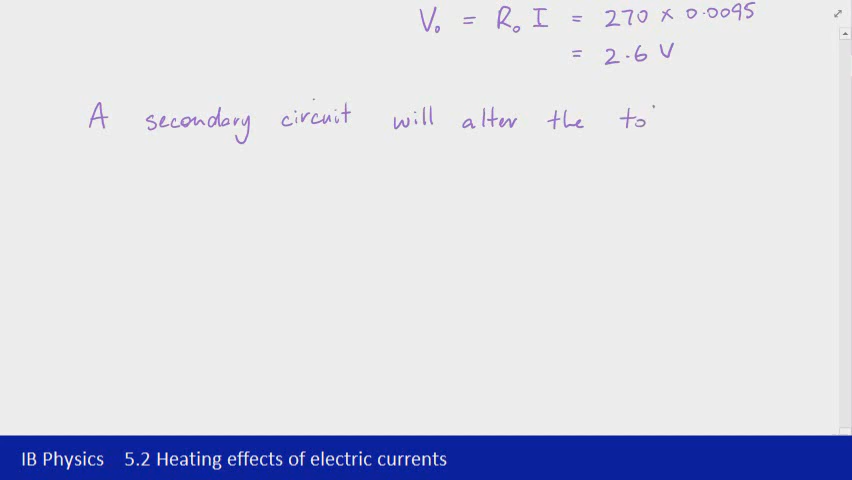 V₀ = R₀ I = 270 × 0.0095
= 2.6 V
A secondary circuit will alter the to
IB Physics 5.2 Heating effects of electric currents